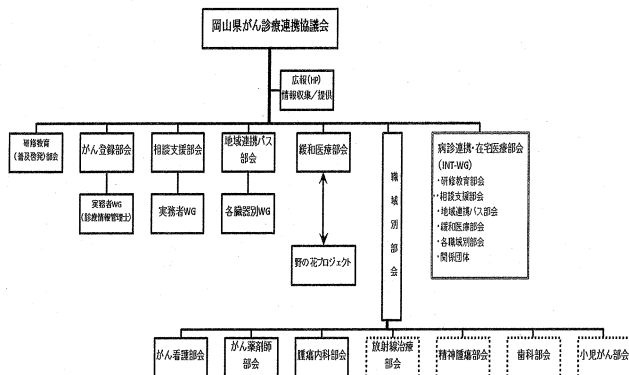 岡山県がん診療連携協議会
広報(HP)
情報収集／提供
研修教育
(普及啓発)部会
がん登録部会
相談支援部会
地域連携パス
部会
緩和医療部会
職域別部会
病診連携・在宅医療部会
(INT-WG)
・研修教育部会
・相談支援部会
・地域連携パス部会
・緩和医療部会
・各職域別部会
・関係団体
実務者WG
(診療情報管理士)
実務者WG
各臓器別WG
野の花プロジェクト
がん看護部会
がん薬剤師
部会
腫瘍内科部会
放射線治療
部会
精神腫瘍部会
歯科部会
小児がん部会